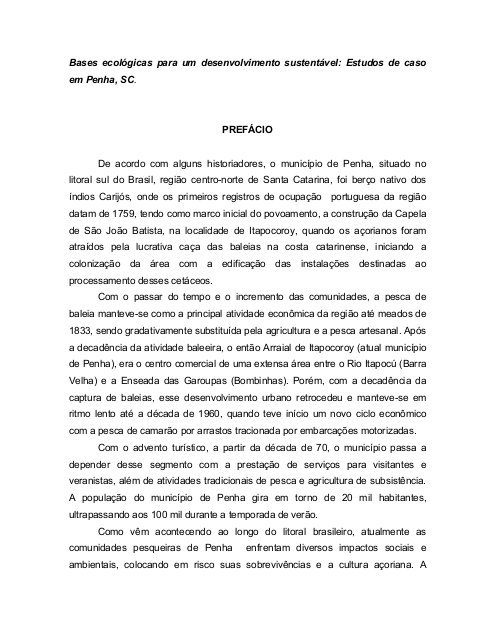 Bases ecológicas para um desenvolvimento sustentável: Estudos de caso
em Penha, SC.
PREFÁCIO
De acordo com alguns historiadores, o município de Penha, situado no
litoral sul do Brasil, região centro-norte de Santa Catarina, foi berço nativo dos
índios Carijós, onde os primeiros registros de ocupação portuguesa da região
datam de 1759, tendo como marco inicial do povoamento, a construção da Capela
de São João Batista, na localidade de Itapocoroy, quando os açorianos foram
atraídos pela lucrativa caça das baleias na costa catarinense, iniciando a
colonização da área com a edificação das instalações destinadas ao
processamento desses cetáceos.
Com o passar do tempo e o incremento das comunidades, a pesca de
baleia manteve-se como a principal atividade econômica da região até meados de
1833, sendo gradativamente substituída pela agricultura e a pesca artesanal. Após
a decadência da atividade baleeira, o então Arraial de Itapocoroy (atual município
de Penha), era o centro comercial de uma extensa área entre o Rio Itapocú (Barra
Velha) e a Enseada das Garoupas (Bombinhas). Porém, com a decadência da
captura de baleias, esse desenvolvimento urbano retrocedeu e manteve-se em
ritmo lento até a década de 1960, quando teve início um novo ciclo econômico
com a pesca de camarão por arrastos tracionada por embarcações motorizadas.
Com o advento turístico, a partir da década de 70, o município passa a
depender desse segmento com a prestação de serviços para visitantes e
veranistas, além de atividades tradicionais de pesca e agricultura de subsistência.
A população do município de Penha gira em torno de 20 mil habitantes,
ultrapassando aos 100 mil durante a temporada de verão.
Como vêm acontecendo ao longo do litoral brasileiro, atualmente as
comunidades pesqueiras de Penha enfrentam diversos impactos sociais e
ambientais, colocando em risco suas sobrevivências e a cultura açoriana. A